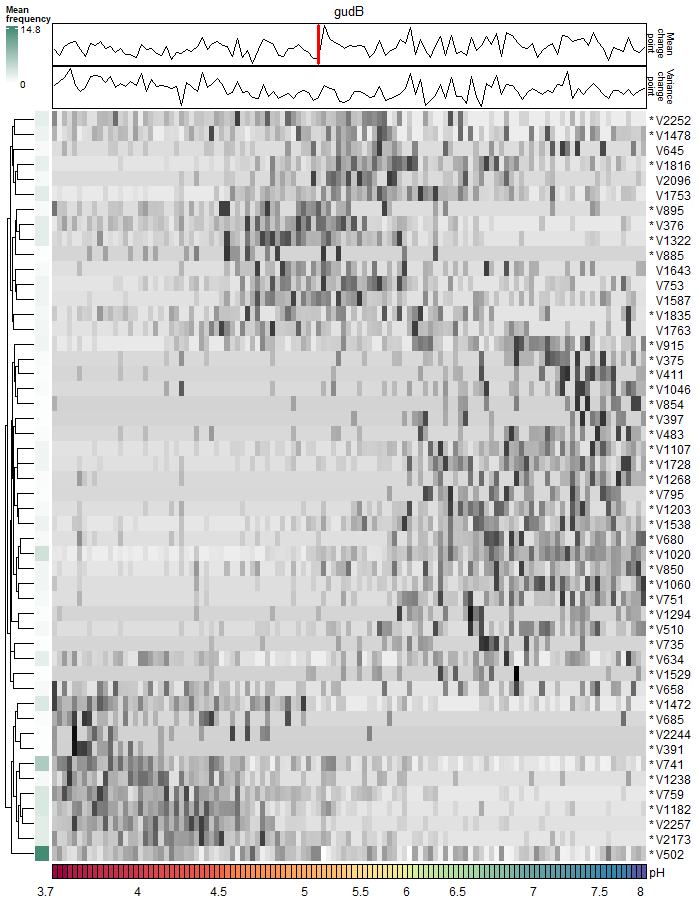 gudB
Mean
frequency
14.8
0
Mean
change
point
Variance
change
point
* V2252
* V1478
V645
* V1816
V2096
V1753
* V895
* V376
* V1322
* V885
V1643
V753
V1587
* V1835
V1763
* V915
* V375
* V411
* V1046
* V854
* V397
* V483
* V1107
* V1728
* V1268
* V795
* V1203
* V1538
* V680
* V1020
* V850
* V1060
* V751
* V1294
* V510
* V735
* V634
* V1529
* V658
* V1472
* V685
* V2244
* V391
* V741
* V1238
* V759
* V1182
* V2257
* V2173
* V502
pH
3.7 4 4.5 5 5.5 6 6.5 7 7.5 8